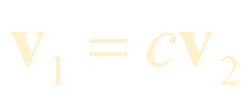 v₁ = cv₂